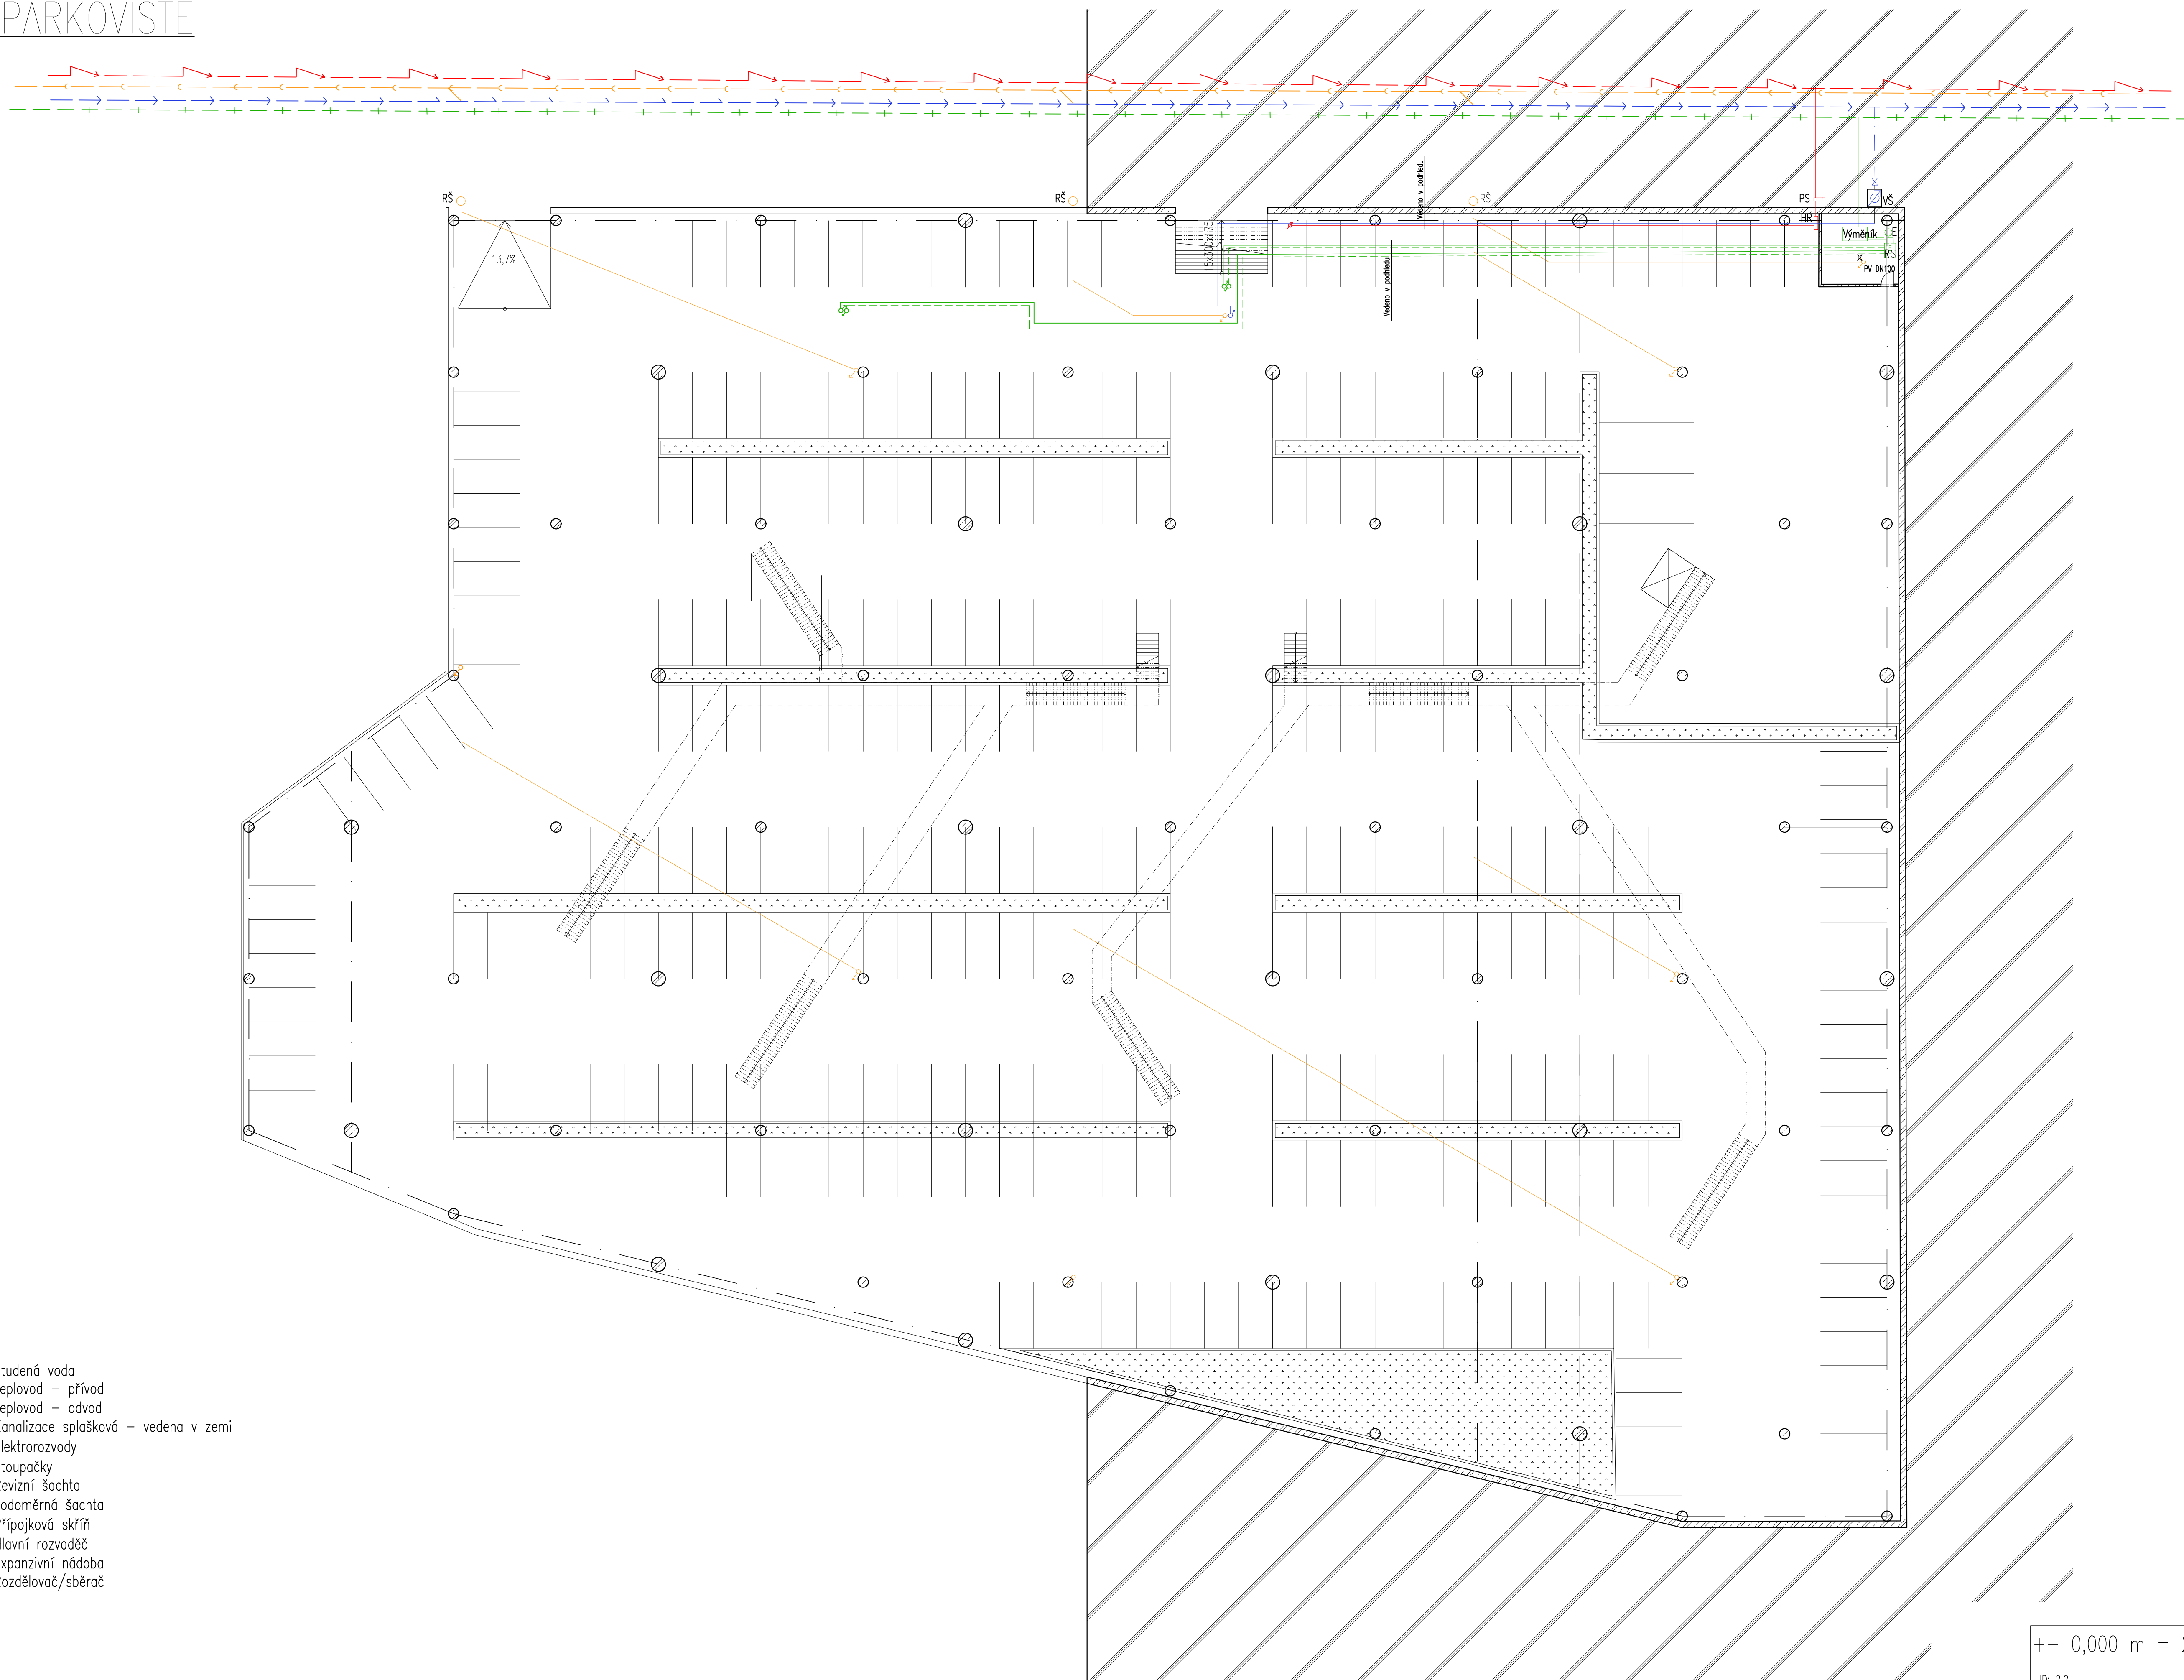 PARKOVISTE
RŠ
RŠ
RŠ
PS
HR
VŠ
Výměník
E
RS
PV DN100
Vedeno v podhledu
Vedeno v podhledu
15x300x175
13,7%
tudená voda
eplovod – přívod
eplovod – odvod
analizace splašková – vedena v zemi
lektrorozvody
toupačky
evizní šachta
odoměrná šachta
řípojková skříň
lavní rozvaděč
xpanzivní nádoba
ozdělovač/sběrač
+– 0,000 m =